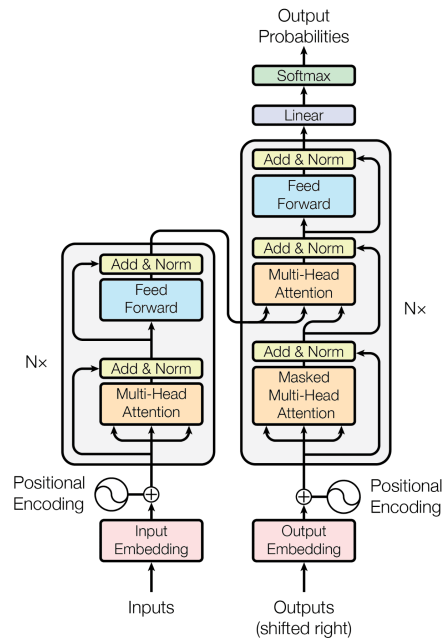 Output
Probabilities
Softmax
Linear
Add & Norm
Feed
Forward
Add & Norm
Multi-Head
Attention
Nx
Add & Norm
Masked
Multi-Head
Attention
Positional
Encoding
Output
Embedding
Outputs
(shifted right)
Add & Norm
Feed
Forward
Nx
Add & Norm
Multi-Head
Attention
Positional
Encoding
Input
Embedding
Inputs